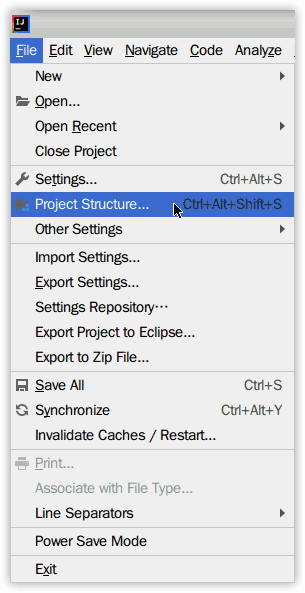 IJ
File Edit View Navigate Code Analyze
New
Open...
Open Recent
Close Project
Settings... Ctrl+Alt+S
Project Structure... Ctrl+Alt+Shift+S
Other Settings
Import Settings...
Export Settings...
Settings Repository···
Export Project to Eclipse...
Export to Zip File...
Save All Ctrl+S
Synchronize Ctrl+Alt+Y
Invalidate Caches / Restart...
Print...
Associate with File Type...
Line Separators
Power Save Mode
Exit